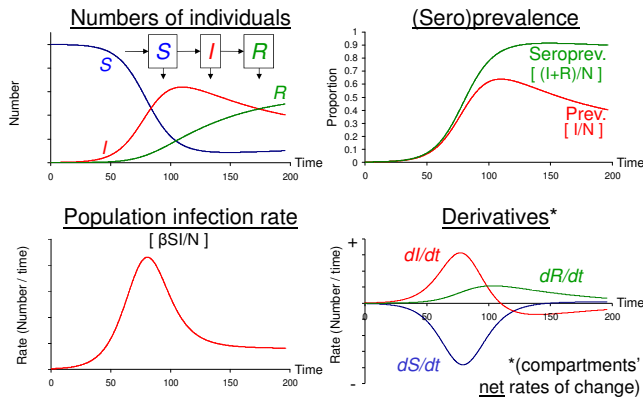 Numbers of individuals
S
S
I
R
R
I
Number
0
50
100
150
200
Time
(Sero)prevalence
1
0.9
0.8
0.7
0.6
0.5
0.4
0.3
0.2
0.1
0
Proportion
Seroprev.
[ (I+R)/N ]
Prev.
[ I/N ]
0
50
100
150
200
Time
Population infection rate
[ βSI/N ]
Rate (Number / time)
0
50
100
150
200
Time
Derivatives*
+
-
Rate (Number / time)
dI/dt
dR/dt
dS/dt
0
50
100
150
200
Time
*(compartments’
net rates of change)